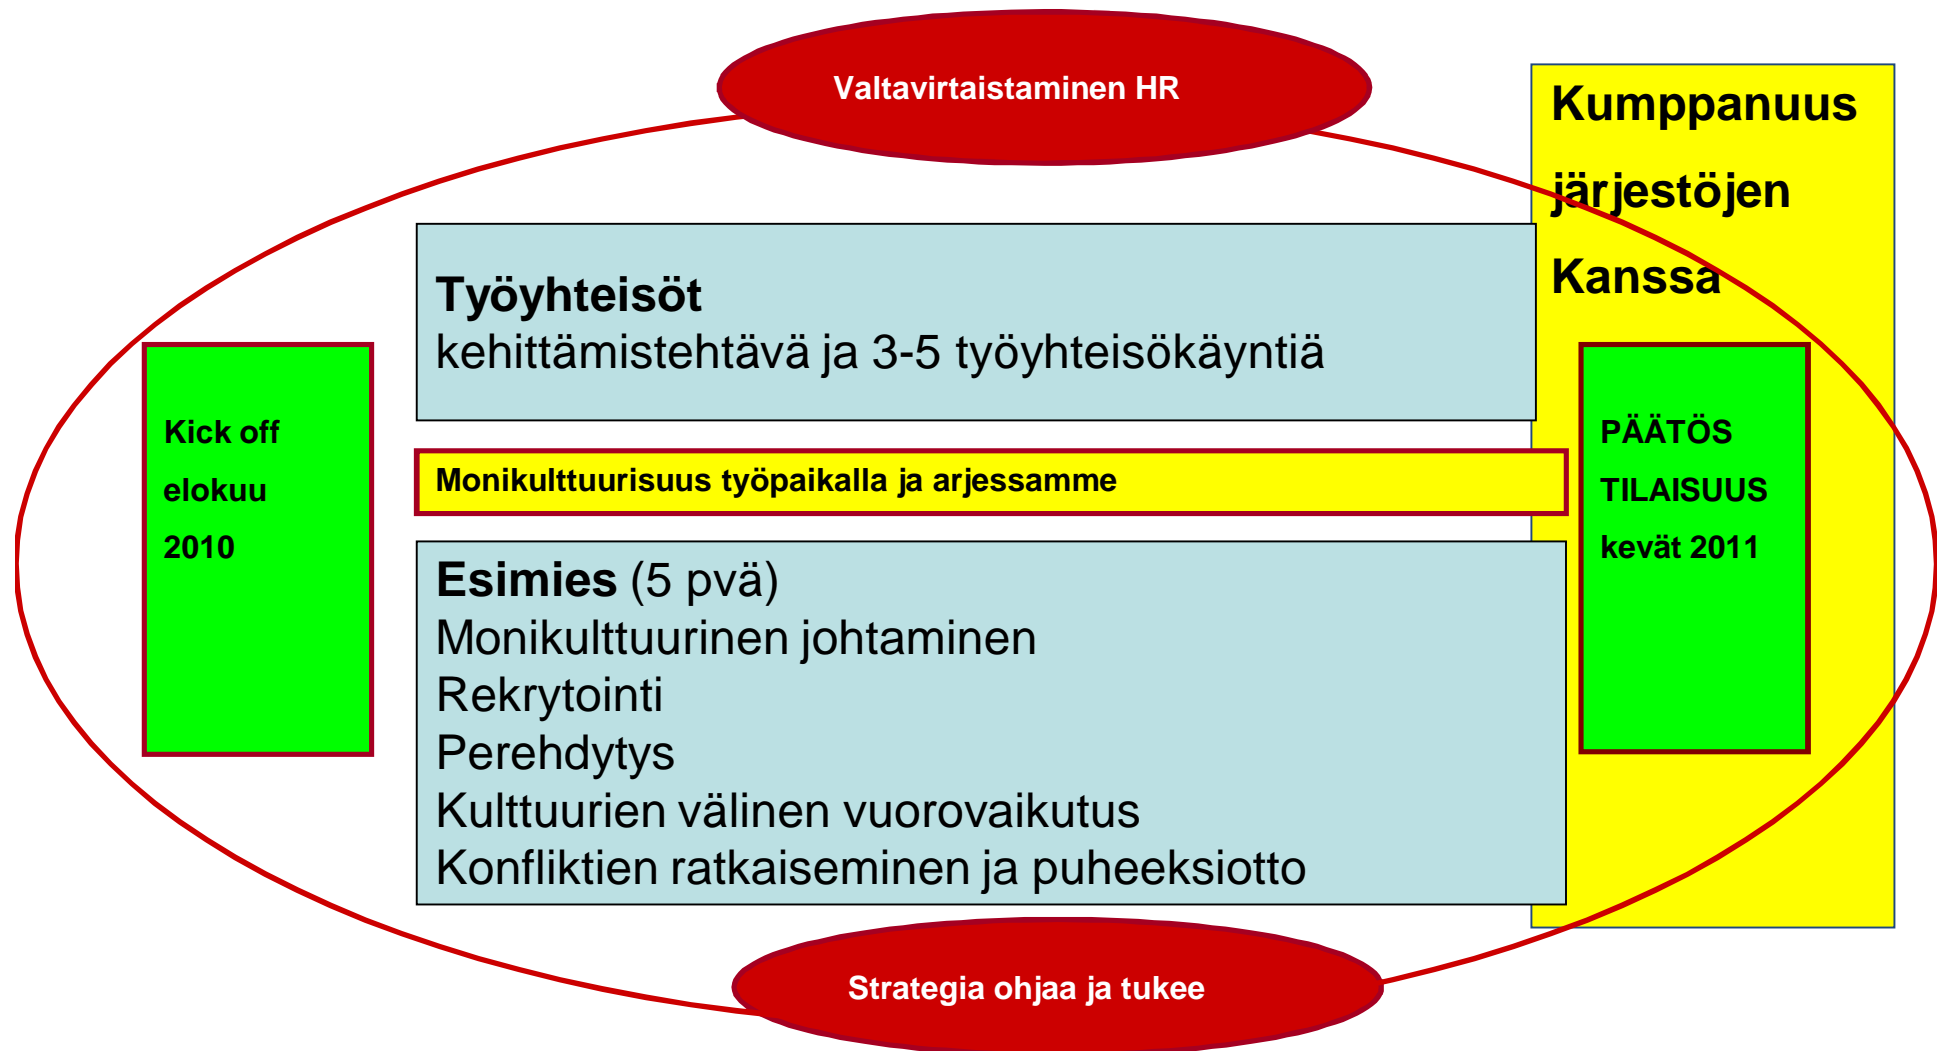 Valtavirtaistaminen HR
Kumppanuus
järjestöjen
Kanssa
Työyhteisöt
kehittämistehtävä ja 3-5 työyhteisökäyntiä
Kick off
elokuu
2010
Monikulttuurisuus työpaikalla ja arjessamme
PÄÄTÖS
TILAISUUS
kevät 2011
Esimies (5 pvä)
Monikulttuurinen johtaminen
Rekrytointi
Perehdytys
Kulttuurien välinen vuorovaikutus
Konfliktien ratkaiseminen ja puheeksiotto
Strategia ohjaa ja tukee